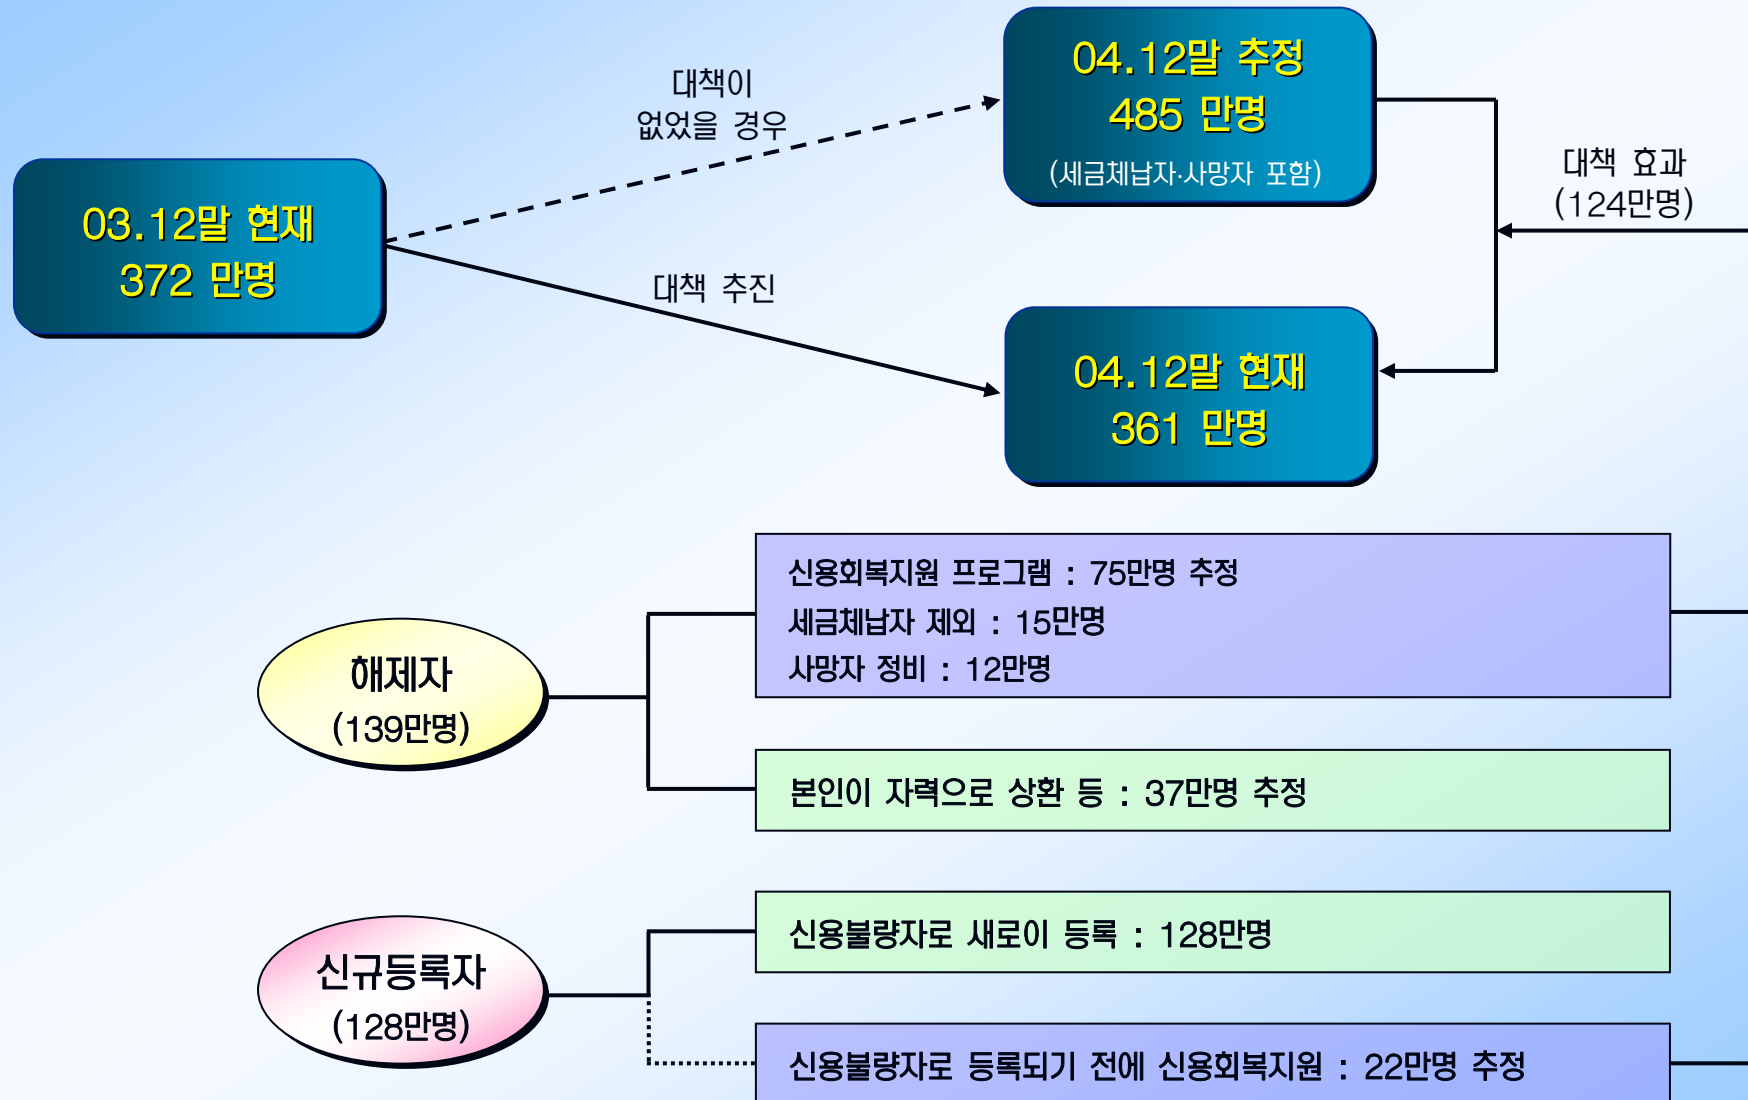 03.12말 현재
372 만명
대책이
없었을 경우
대책 추진
04.12말 추정
485 만명
(세금체납자·사망자 포함)
대책 효과
(124만명)
04.12말 현재
361 만명
해제자
(139만명)
신용회복지원 프로그램 : 75만명 추정
세금체납자 제외 : 15만명
사망자 정비 : 12만명
본인이 자력으로 상환 등 : 37만명 추정
신규등록자
(128만명)
신용불량자로 새로이 등록 : 128만명
신용불량자로 등록되기 전에 신용회복지원 : 22만명 추정